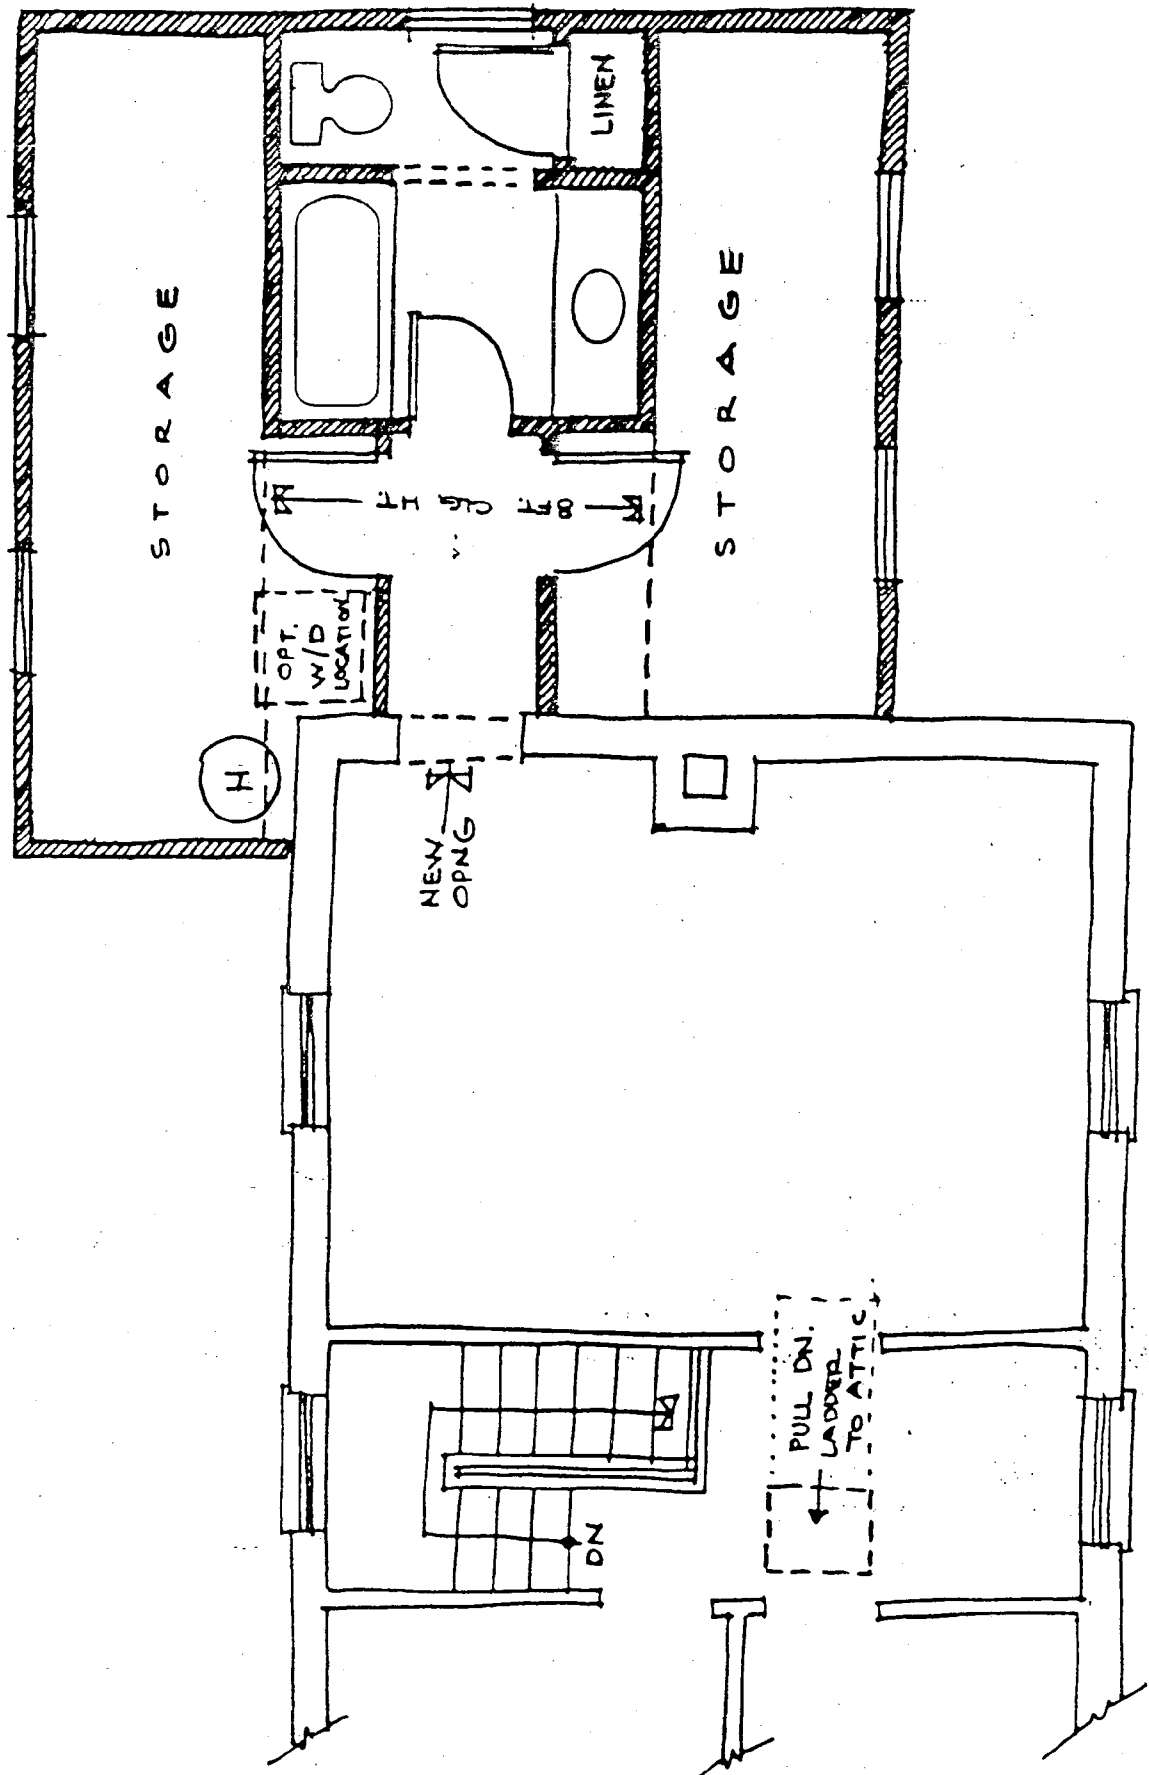 LINEN
STORAGE
STORAGE
8 FT CLG HT
OPT.
W/D
LOCATION
H
NEW
OPNG
PULL DN.
LADDER
TO ATTIC
DN